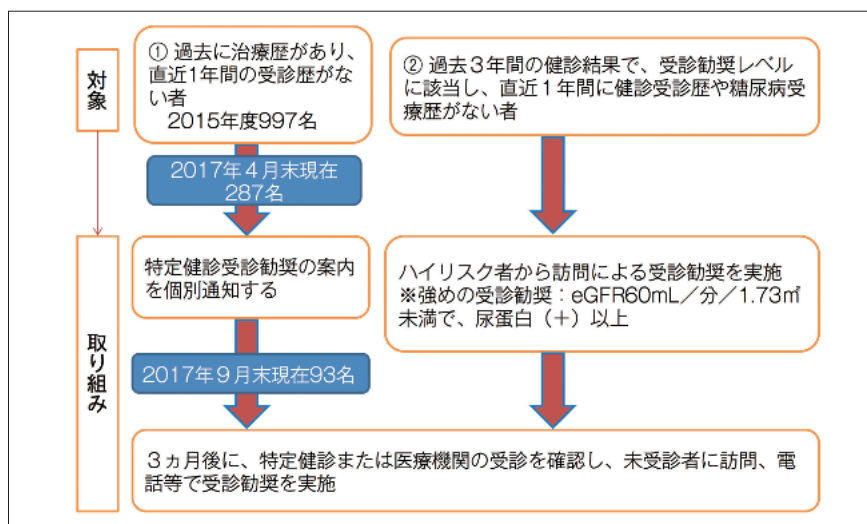 対象
① 過去に治療歴があり、
直近1年間の受診歴がな
い者
2015年度997名
② 過去３年間の健診結果で、受診勧奨レベル
に該当し、直近１年間に健診受診歴や糖尿病受
療歴がない者
2017年４月末現在
287名
取り組み
特定健診受診勧奨の案内
を個別通知する
ハイリスク者から訪問による受診勧奨を実施
※強めの受診勧奨：eGFR60mL／分／1.73㎡
未満で、尿蛋白（＋）以上
2017年９月末現在93名
３ヵ月後に、特定健診または医療機関の受診を確認し、未受診者に訪問、電
話等で受診勧奨を実施